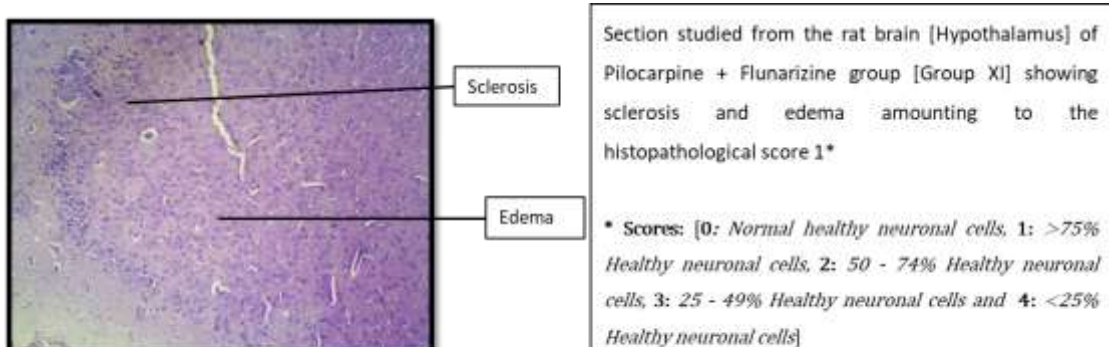 Sclerosis
Edema
Section studied from the rat brain [Hypothalamus] of
Pilocarpine + Flunarizine group [Group XI] showing
sclerosis and edema amounting to the
histopathological score 1*
* Scores: [0: Normal healthy neuronal cells, 1: >75%
Healthy neuronal cells, 2: 50 - 74% Healthy neuronal
cells, 3: 25 - 49% Healthy neuronal cells and 4: <25%
Healthy neuronal cells]